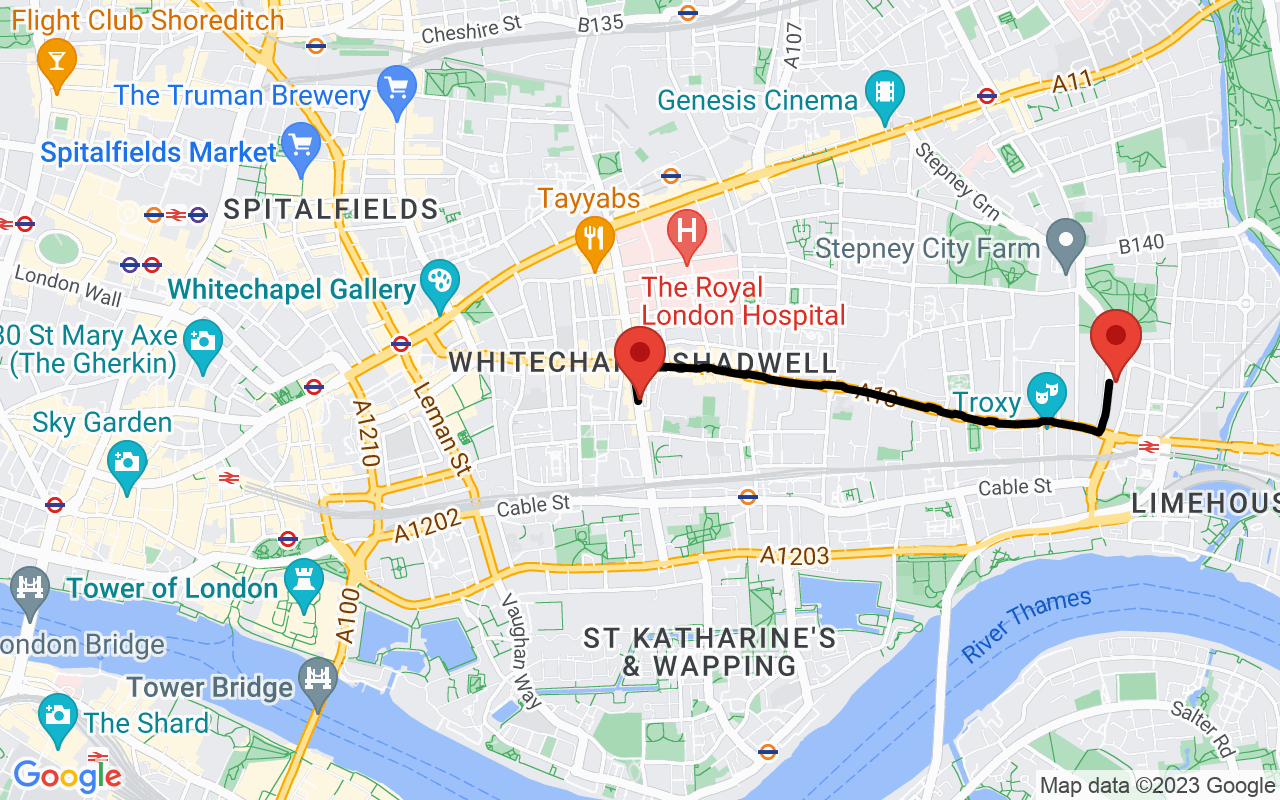 Flight Club Shoreditch
Cheshire St
B135
A107
A11
The Truman Brewery
Genesis Cinema
Spitalfields Market
Stepney Grn
Tayyabs
SPITALFIELDS
H
Stepney City Farm
B140
London Wall
Whitechapel Gallery
The Royal
London Hospital
30 St Mary Axe
(The Gherkin)
WHITECHA
SHADWELL
Leman St
A1210
Troxy
Sky Garden
Cable St
Cable St
LIMEHOUS
A1202
A1203
Tower of London
A100
Vaughan Way
River Thames
ondon Bridge
ST KATHARINE'S
& WAPPING
Tower Bridge
The Shard
Salter Rd
Google
Map data ©2023 Google